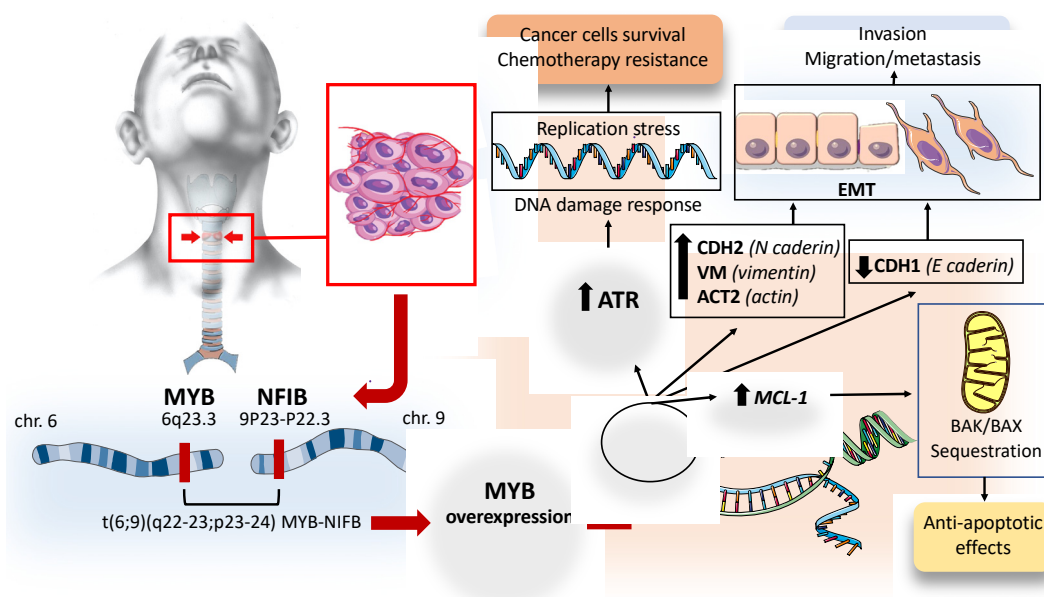 Cancer cells survival
Chemotherapy resistance
Invasion
Migration/metastasis
Replication stress
DNA damage response
EMT
CDH2 (N caderin)
VM (vimentin)
ACT2 (actin)
CDH1 (E caderin)
ATR
MCL-1
BAK/BAX
Sequestration
Anti-apoptotic
effects
MYB
6q23.3
NFIB
9P23-P22.3
chr. 6
chr. 9
t(6;9)(q22-23;p23-24) MYB-NIFB
MYB
overexpression